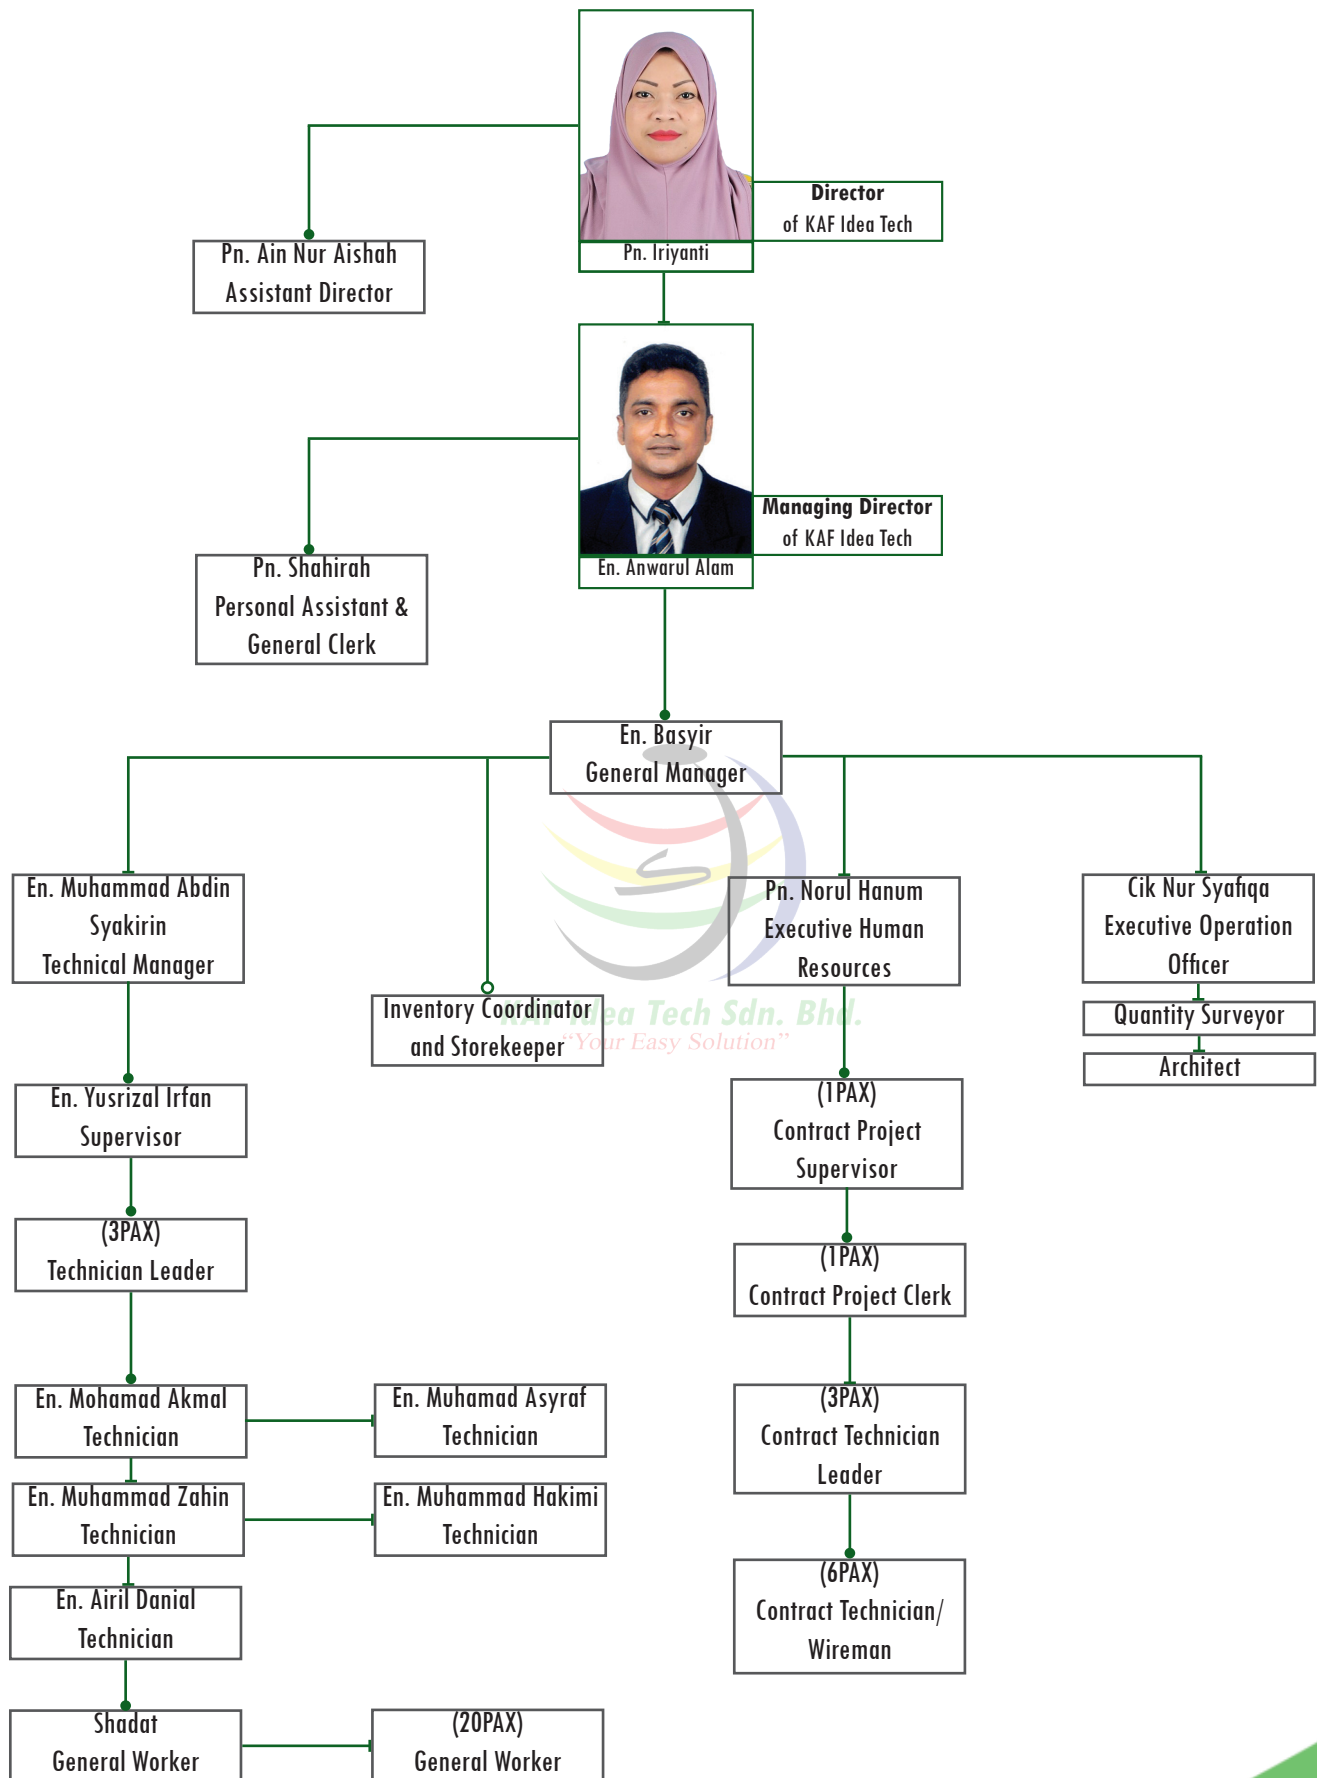 Director
of KAF Idea Tech
Pn. Iriyanti
Pn. Ain Nur Aishah
Assistant Director
Managing Director
of KAF Idea Tech
En. Anwarul Alam
Pn. Shahirah
Personal Assistant &
General Clerk
En. Basyir
General Manager
En. Muhammad Abdin
Syakirin
Technical Manager
Inventory Coordinator
and Storekeeper
Pn. Norul Hanum
Executive Human
Resources
Cik Nur Syafiqa
Executive Operation
Officer
Quantity Surveyor
Architect
KAF Idea Tech Sdn. Bhd.
“Your Easy Solution”
En. Yusrizal Irfan
Supervisor
(3PAX)
Technician Leader
En. Mohamad Akmal
Technician
En. Muhamad Asyraf
Technician
En. Muhammad Zahin
Technician
En. Muhammad Hakimi
Technician
En. Airil Danial
Technician
Shadat
General Worker
(20PAX)
General Worker
(1PAX)
Contract Project
Supervisor
(1PAX)
Contract Project Clerk
(3PAX)
Contract Technician
Leader
(6PAX)
Contract Technician/
Wireman